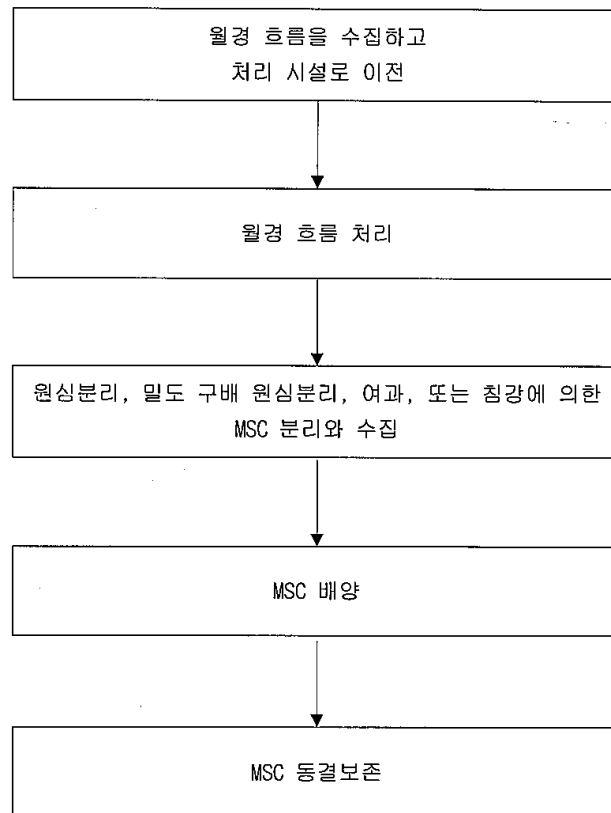 월경 흐름을 수집하고
처리 시설로 이전
월경 흐름 처리
원심분리, 밀도 구배 원심분리, 여과, 또는 침강에 의한
MSC 분리와 수집
MSC 배양
MSC 동결보존